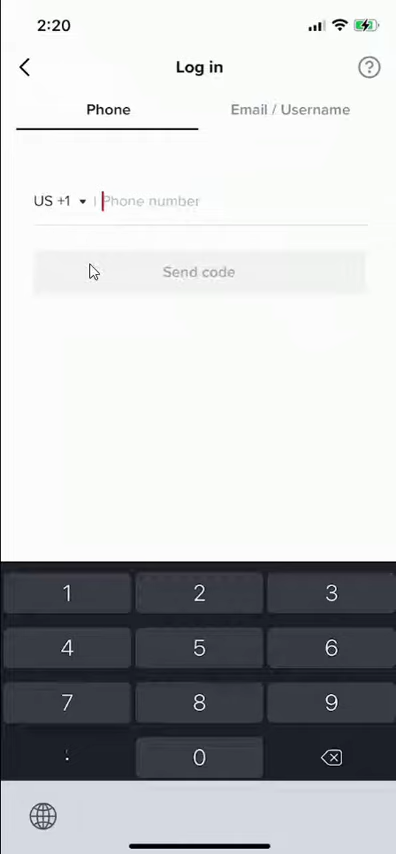 2:20
Log in
Phone Email / Username
US +1 Phone number
Send code
1 2 3
4 5 6
7 8 9
0